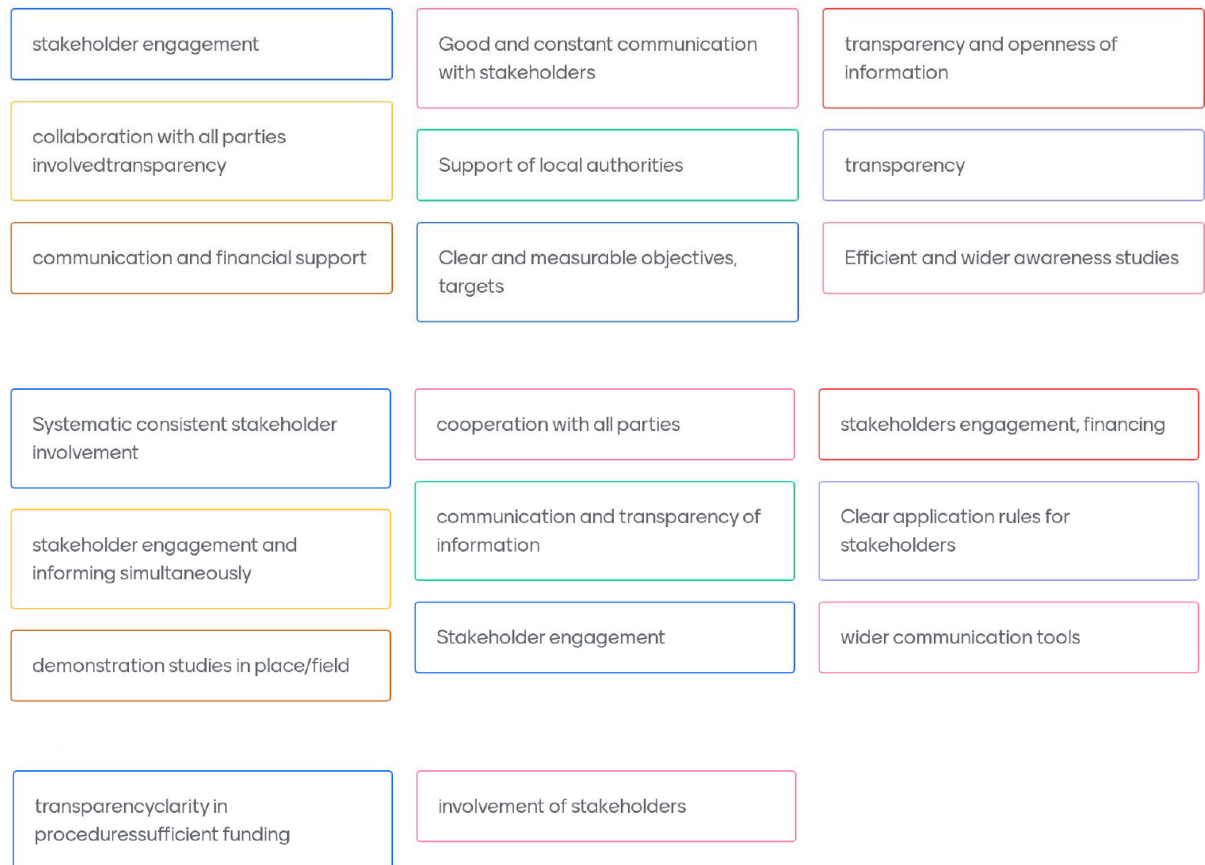 stakeholder engagement
collaboration with all parties
involvedtransparency
communication and financial support
Good and constant communication
with stakeholders
Support of local authorities
Clear and measurable objectives,
targets
transparency and openness of
information
transparency
Efficient and wider awareness studies
Systematic consistent stakeholder
involvement
stakeholder engagement and
informing simultaneously
demonstration studies in place/field
cooperation with all parties
communication and transparency of
information
Stakeholder engagement
stakeholders engagement, financing
Clear application rules for
stakeholders
wider communication tools
transparencyclarity in
proceduressufficient funding
involvement of stakeholders